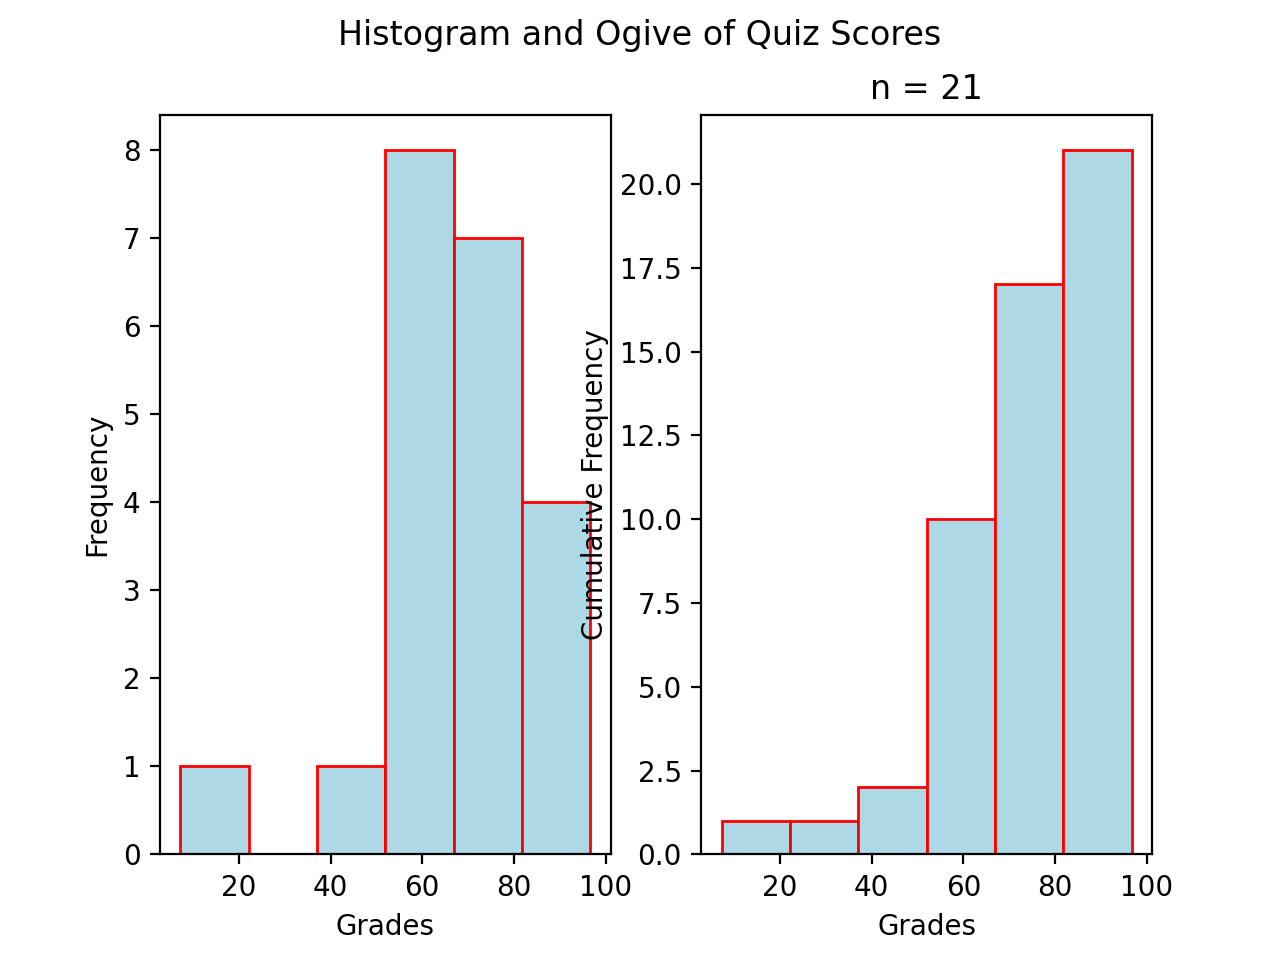 Histogram and Ogive of Quiz Scores
n = 21
Frequency
8
7
6
5
4
3
2
1
0
20 40 60 80 100
Grades
Cumulative Frequency
20.0
17.5
15.0
12.5
10.0
7.5
5.0
2.5
0.0
20 40 60 80 100
Grades